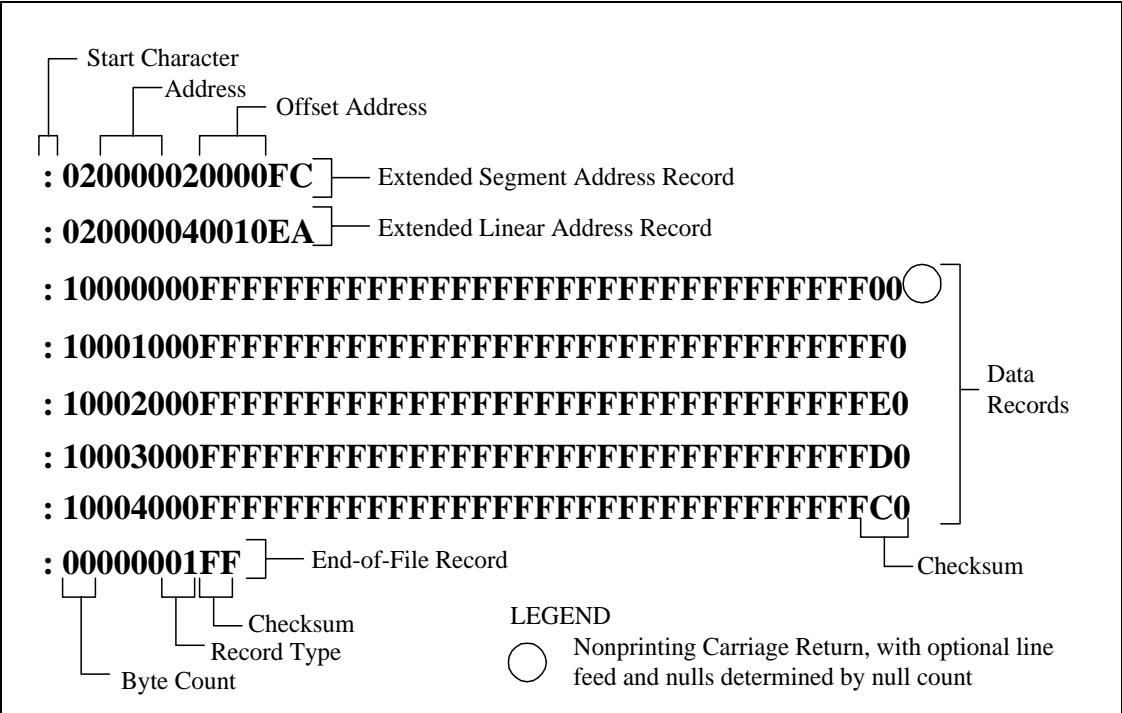 Start Character
Address
Offset Address
: 020000020000FC
Extended Segment Address Record
: 020000040010EA
Extended Linear Address Record
: 10000000FFFFFFFFFFFFFFFFFFFFFFFFFFFFFFFF00
: 10001000FFFFFFFFFFFFFFFFFFFFFFFFFFFFFFFFF0
: 10002000FFFFFFFFFFFFFFFFFFFFFFFFFFFFFFFFE0
: 10003000FFFFFFFFFFFFFFFFFFFFFFFFFFFFFFFFD0
: 10004000FFFFFFFFFFFFFFFFFFFFFFFFFFFFFFFFC0
Data
Records
: 00000001FF
End-of-File Record
Checksum
Checksum
Record Type
Byte Count
LEGEND
Nonprinting Carriage Return, with optional line
feed and nulls determined by null count